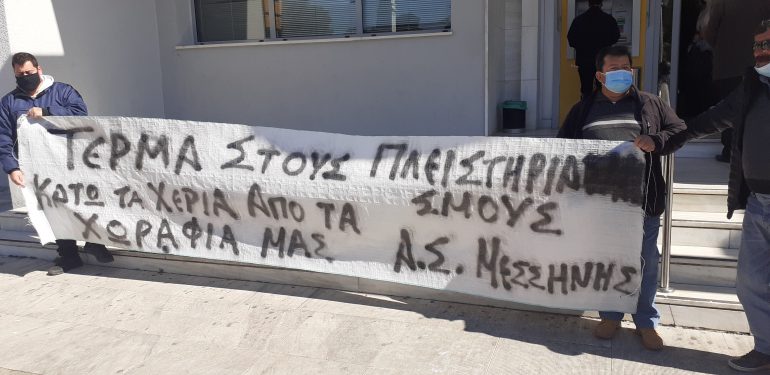 ΤΕΡΜΑ ΣΤΟΥΣ ΠΛΕΙΣΤΗΡΙΑ
ΚΑΤΩ ΤΑ ΧΕΡΙΑ ΑΠΟ ΤΑ ΣΜΟΥΣ
ΧΩΡΑΦΙΑ ΜΑΣ Α.Σ. ΜΕΣΣΗΝΗΣ